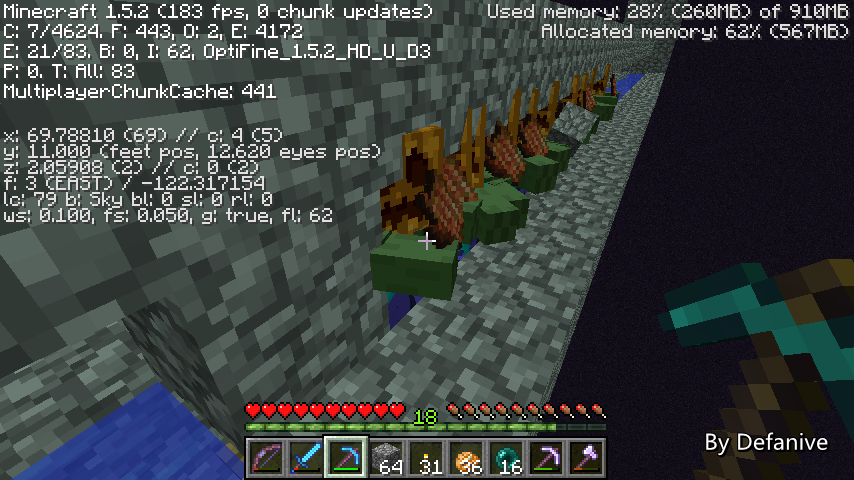 Minecraft 1.5.2 (183 fps, 0 chunk updates)
C: 7/4624. F: 443, O: 2, E: 4172
E: 21/83. B: 0, I: 62, OptiFine_1.5.2_HD_U_D3
P: 0. T: All: 83
MultiplayerChunkCache: 441
Used memory: 28% (260MB) of 910MB
Allocated memory: 62% (567MB)
x: 69.78810 (69) // c: 4 (5)
y: 11.000 (feet pos, 12.620 eyes pos)
z: 2.05908 (2) // c: 0 (2)
f: 3 (EAST) / -122.317154
lc: 79 b: Sky bl: 0 sl: 0 rl: 0
ws: 0.100, fs: 0.050, g: true, fl: 62
18
64 31 36 16
By Defanive